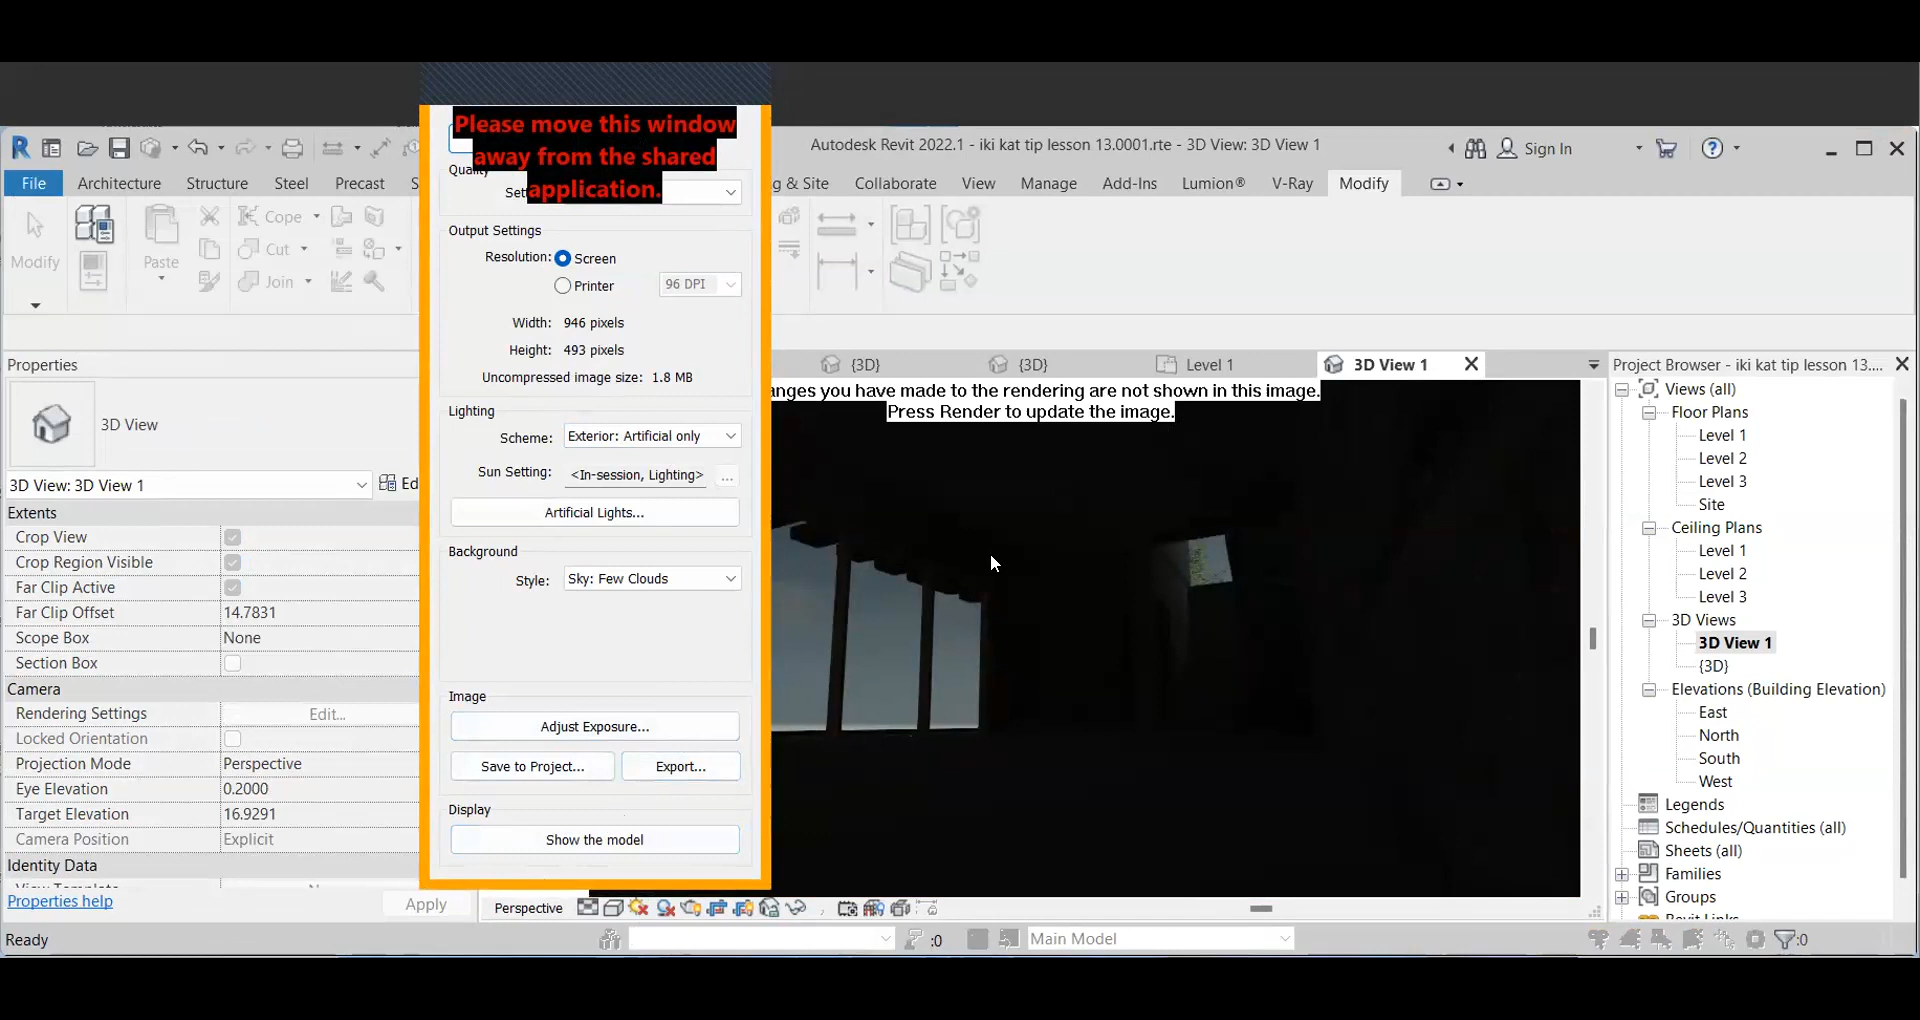 Autodesk Revit 2022.1 - iki kat tip lesson 13.0001.rte - 3D View: 3D View 1
Sign In
File Architecture Structure Steel Precast S
g & Site Collaborate View Manage Add-Ins Lumion® V-Ray Modify
Please move this window
away from the shared
application.
Modify
Paste
Cope
Cut
Join
Quality
Output Settings
Resolution: Screen
Printer 96 DPI
Width: 946 pixels
Height: 493 pixels
Uncompressed image size: 1.8 MB
Lighting
Scheme: Exterior: Artificial only
Sun Setting: <In-session, Lighting> ...
Artificial Lights...
Background
Style: Sky: Few Clouds
Image
Adjust Exposure...
Save to Project... Export...
Display
Show the model
Properties
3D View
3D View: 3D View 1
Ed
Extents
Crop View
Crop Region Visible
Far Clip Active
Far Clip Offset 14.7831
Scope Box None
Section Box
Camera
Rendering Settings Edit...
Locked Orientation
Projection Mode Perspective
Eye Elevation 0.2000
Target Elevation 16.9291
Camera Position Explicit
Identity Data
Properties help Apply
{3D} {3D} Level 1 3D View 1
anges you have made to the rendering are not shown in this image.
Press Render to update the image.
Perspective
Project Browser - iki kat tip lesson 13....
Views (all)
Floor Plans
Level 1
Level 2
Level 3
Site
Ceiling Plans
Level 1
Level 2
Level 3
3D Views
3D View 1
{3D}
Elevations (Building Elevation)
East
North
South
West
Legends
Schedules/Quantities (all)
Sheets (all)
Families
Groups
Revit Links
Ready :0 Main Model :0